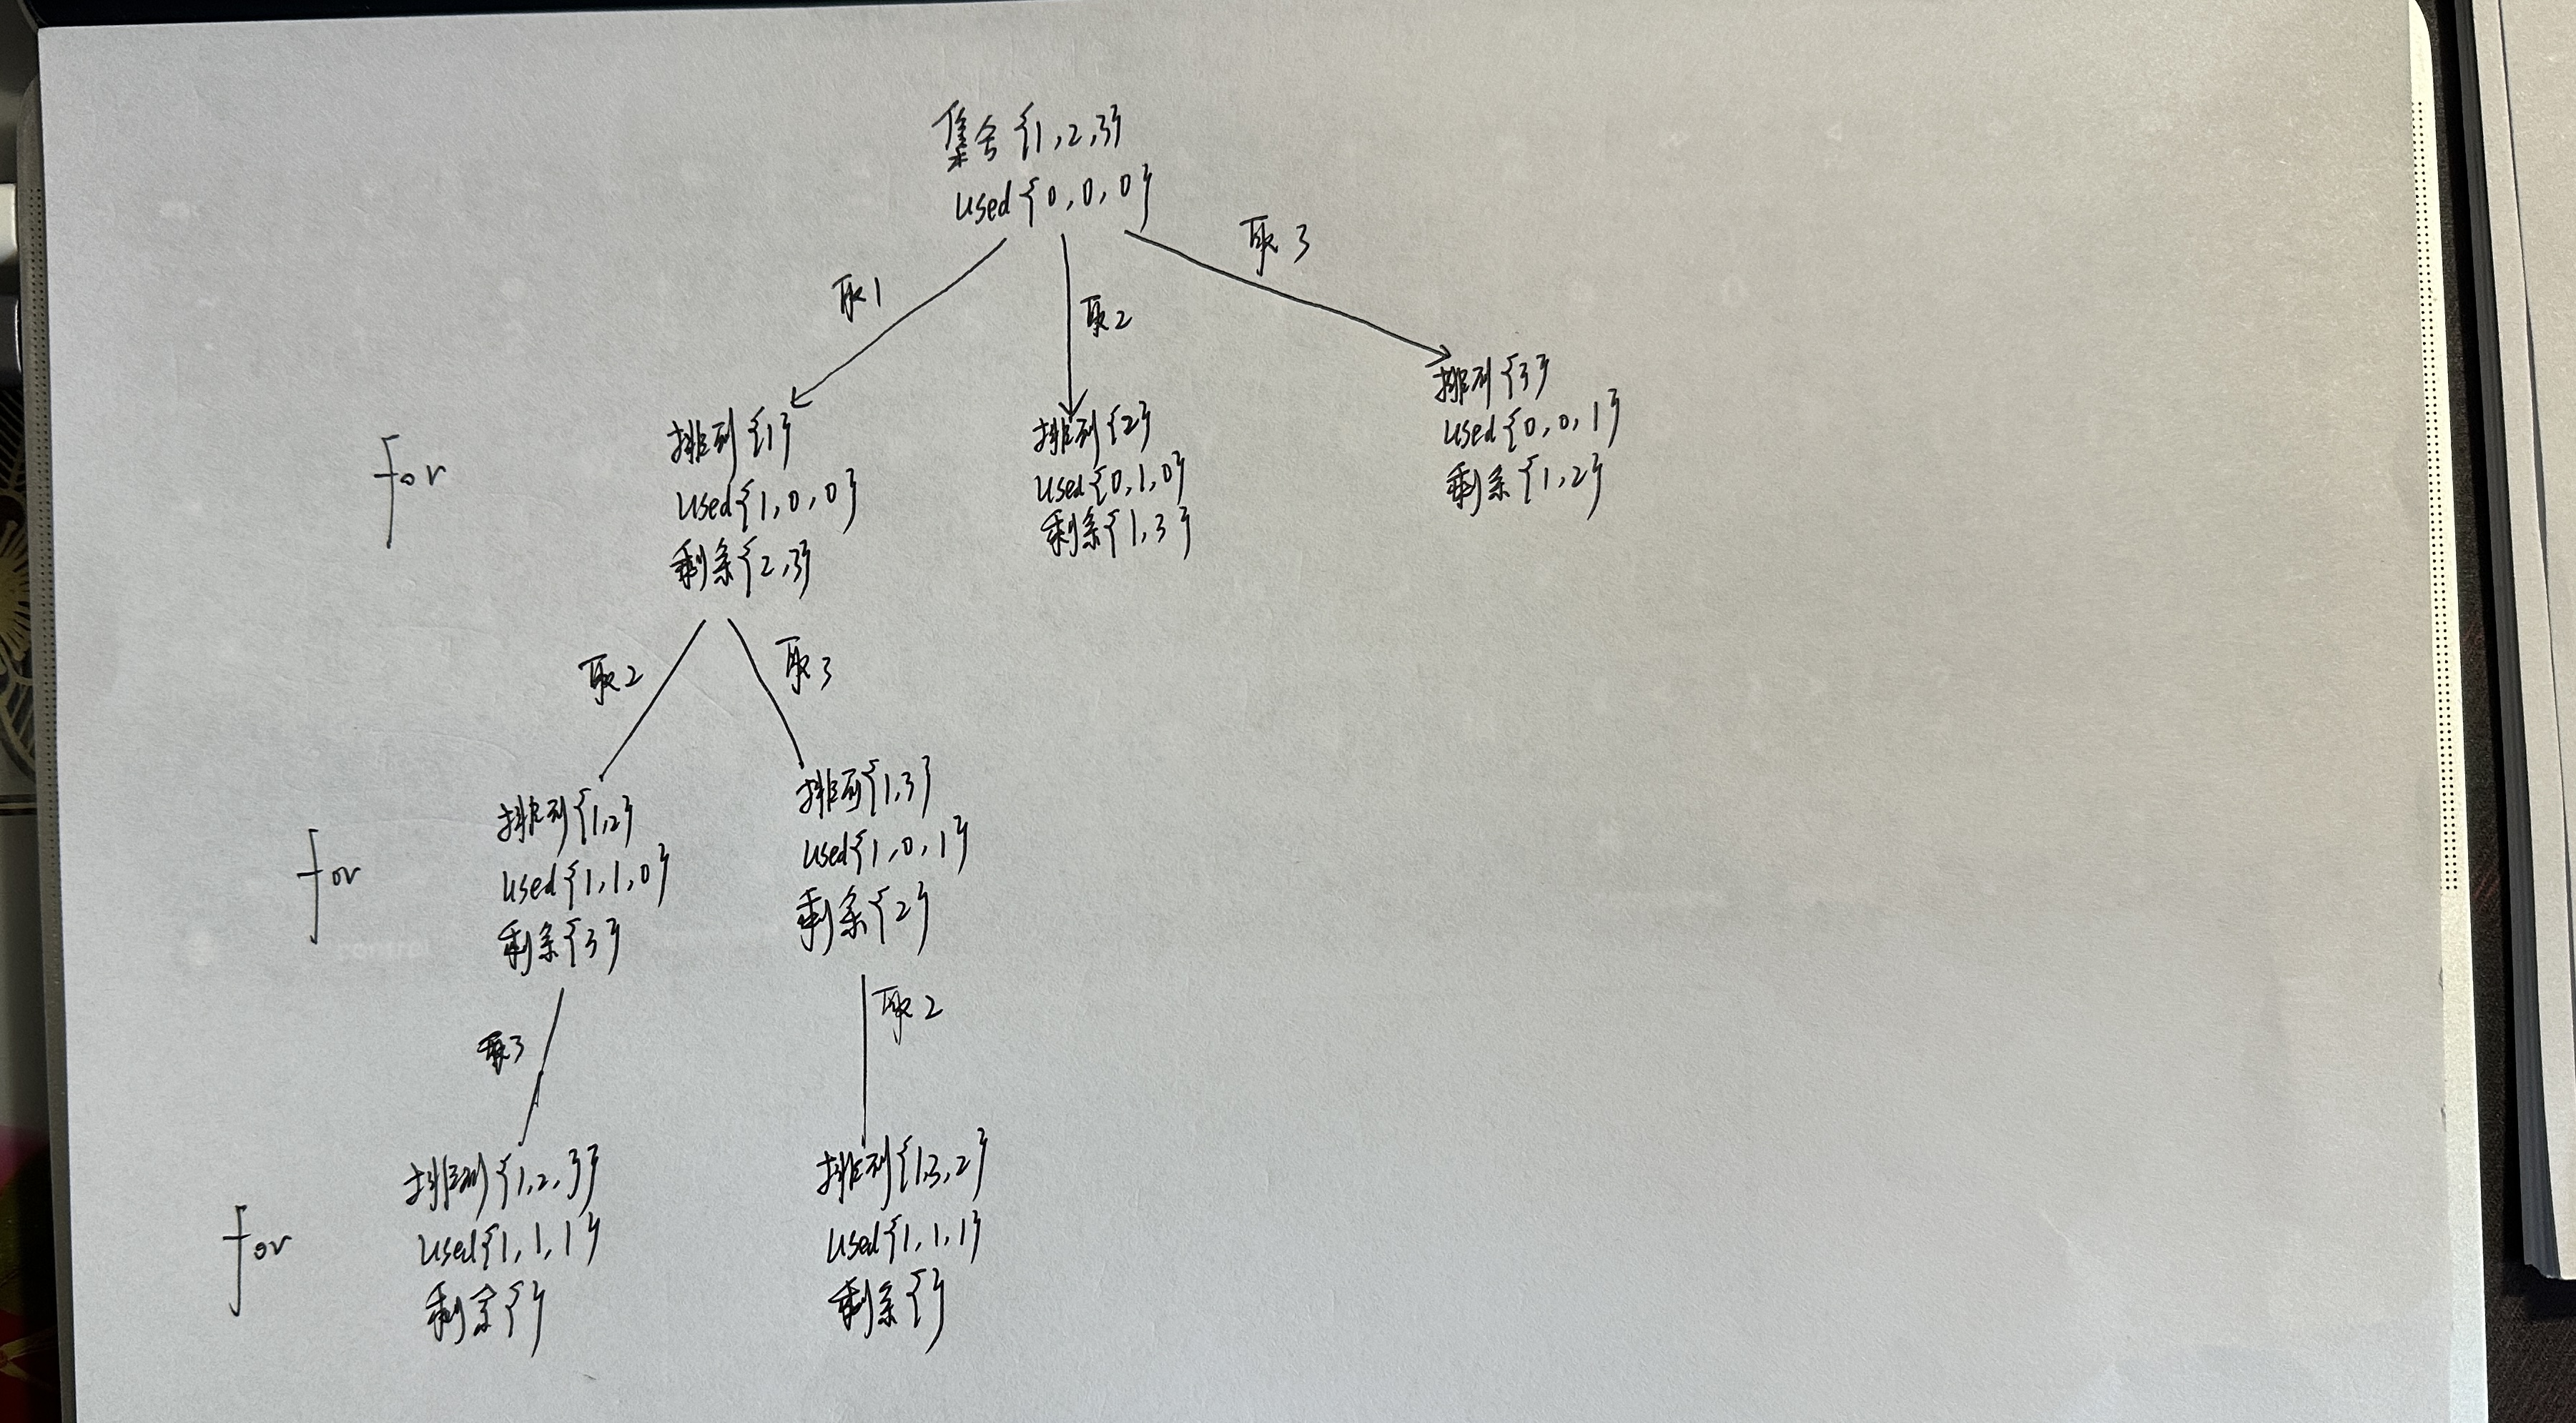 集合{1,2,3}
used{0,0,0}
取1
取2
取3
for
排列{1}
used{1,0,0}
剩余{2,3}
排列{2}
used{0,1,0}
剩余{1,3}
排列{3}
used{0,0,1}
剩余{1,2}
取2
取3
for
排列{1,2}
used{1,1,0}
剩余{3}
排列{1,3}
used{1,0,1}
剩余{2}
取3
取2
for
排列{1,2,3}
used{1,1,1}
剩余{}
排列{1,3,2}
used{1,1,1}
剩余{}